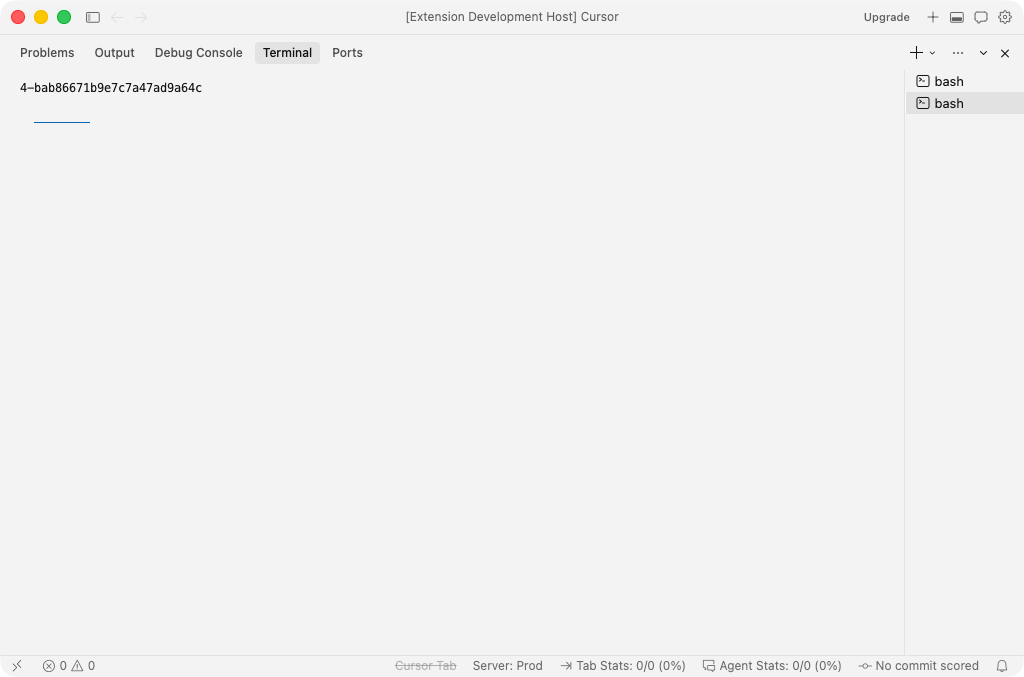 [Extension Development Host] Cursor
Upgrade
Problems
Output
Debug Console
Terminal
Ports
4-bab86671b9e7c7a47ad9a64c
bash
bash
0
0
Cursor Tab
Server: Prod
Tab Stats: 0/0 (0%)
Agent Stats: 0/0 (0%)
No commit scored